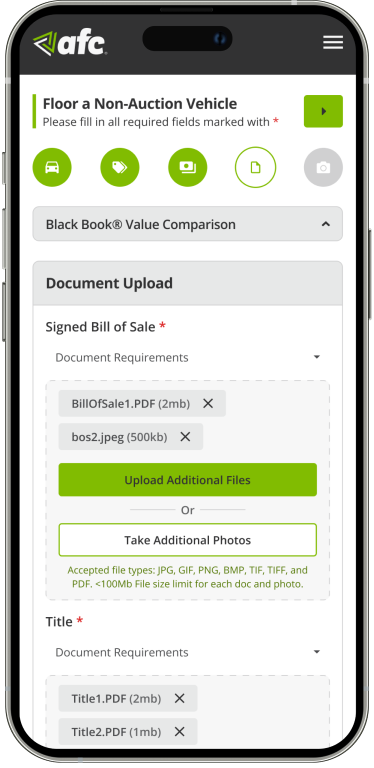 afc
Floor a Non-Auction Vehicle
Please fill in all required fields marked with *
Black Book® Value Comparison
Document Upload
Signed Bill of Sale *
Document Requirements
BillOfSale1.PDF (2mb)
bos2.jpeg (500kb)
Upload Additional Files
Or
Take Additional Photos
Accepted file types: JPG, GIF, PNG, BMP, TIF, TIFF, and
PDF. <100Mb File size limit for each doc and photo.
Title *
Document Requirements
Title1.PDF (2mb)
Title2.PDF (1mb)